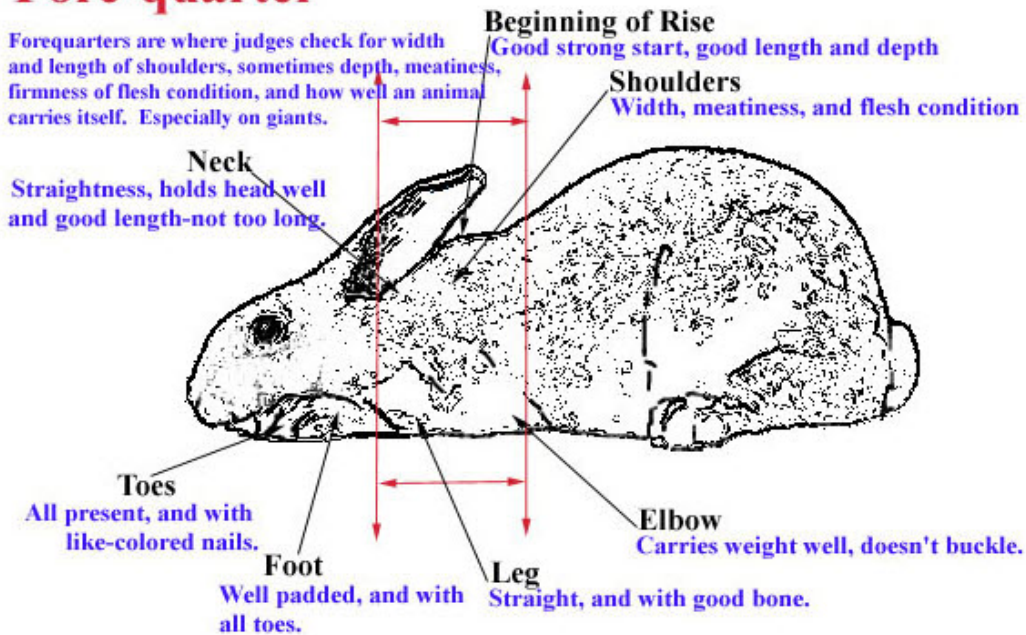 Fore quarter
Forequarters are where judges check for width
and length of shoulders, sometimes depth, meatiness,
firmness of flesh condition, and how well an animal
carries itself. Especially on giants.
Beginning of Rise
Good strong start, good length and depth
Shoulders
Width, meatiness, and flesh condition
Neck
Straightness, holds head well
and good length-not too long.
Toes
All present, and with
like-colored nails.
Foot
Well padded, and with
all toes.
Leg
Straight, and with good bone.
Elbow
Carries weight well, doesn't buckle.